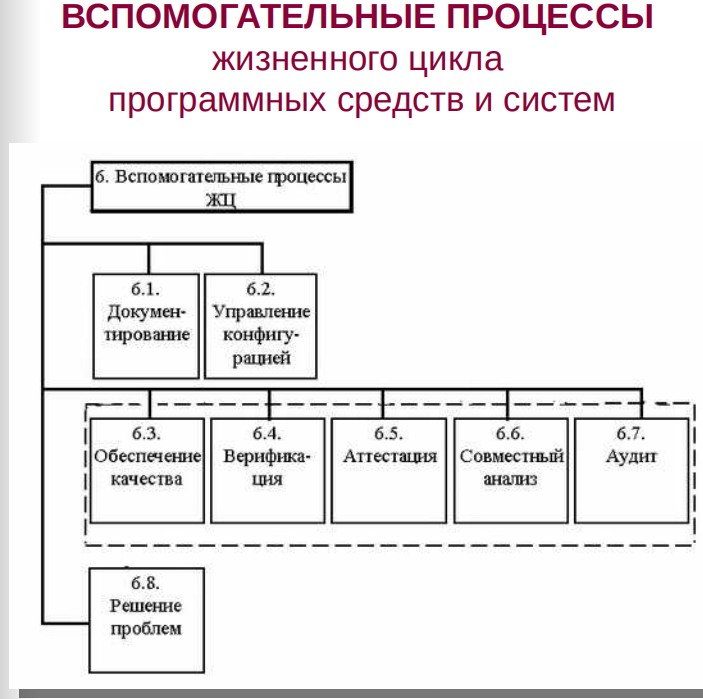 ВСПОМОГАТЕЛЬНЫЕ ПРОЦЕССЫ
жизненного цикла
программных средств и систем
6. Вспомогательные процессы
ЖЦ
6.1.
Докумен-
тирование
6.2.
Управление
конфигу-
рацией
6.3.
Обеспечение
качества
6.4.
Верифика-
ция
6.5.
Аттестация
6.6.
Совместный
анализ
6.7.
Аудит
6.8.
Решение
проблем